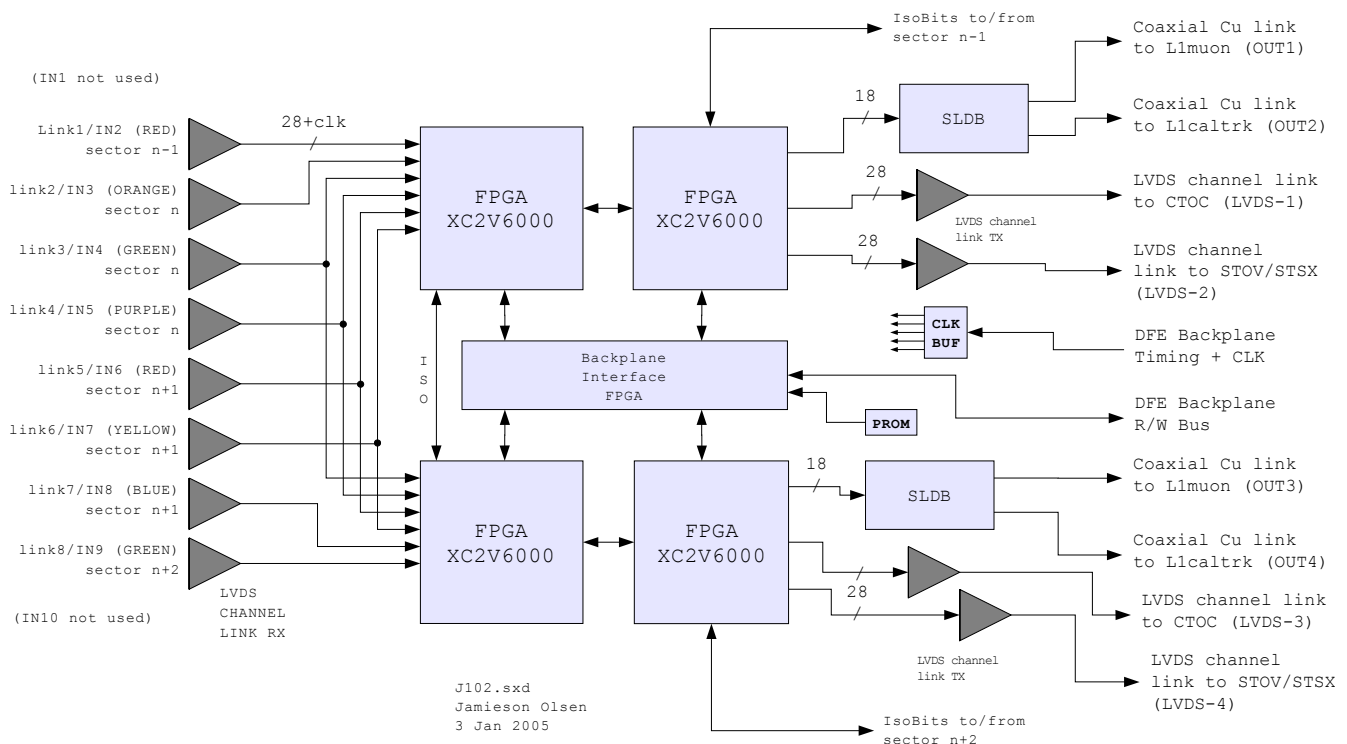 (IN1 not used)
Link1/IN2 (RED)
sector n-1
link2/IN3 (ORANGE)
sector n
link3/IN4 (GREEN)
sector n
link4/IN5 (PURPLE)
sector n
link5/IN6 (RED)
sector n+1
link6/IN7 (YELLOW)
sector n+1
link7/IN8 (BLUE)
sector n+1
link8/IN9 (GREEN)
sector n+2
(IN10 not used)
LVDS
CHANNEL
LINK RX
28+clk
FPGA
XC2V6000
FPGA
XC2V6000
ISO
Backplane
Interface
FPGA
FPGA
XC2V6000
FPGA
XC2V6000
IsoBits to/from
sector n-1
18
SLDB
28
LVDS channel
link TX
28
CLK
BUF
PROM
18
SLDB
28
LVDS channel
link TX
IsoBits to/from
sector n+2
Coaxial Cu link
to L1muon (OUT1)
Coaxial Cu link
to L1caltrk (OUT2)
LVDS channel link
to CTOC (LVDS-1)
LVDS channel
link to STOV/STSX
(LVDS-2)
DFE Backplane
Timing + CLK
DFE Backplane
R/W Bus
Coaxial Cu link
to L1muon (OUT3)
Coaxial Cu link
to L1caltrk (OUT4)
LVDS channel link
to CTOC (LVDS-3)
LVDS channel
link to STOV/STSX
(LVDS-4)
J102.sxd
Jamieson Olsen
3 Jan 2005